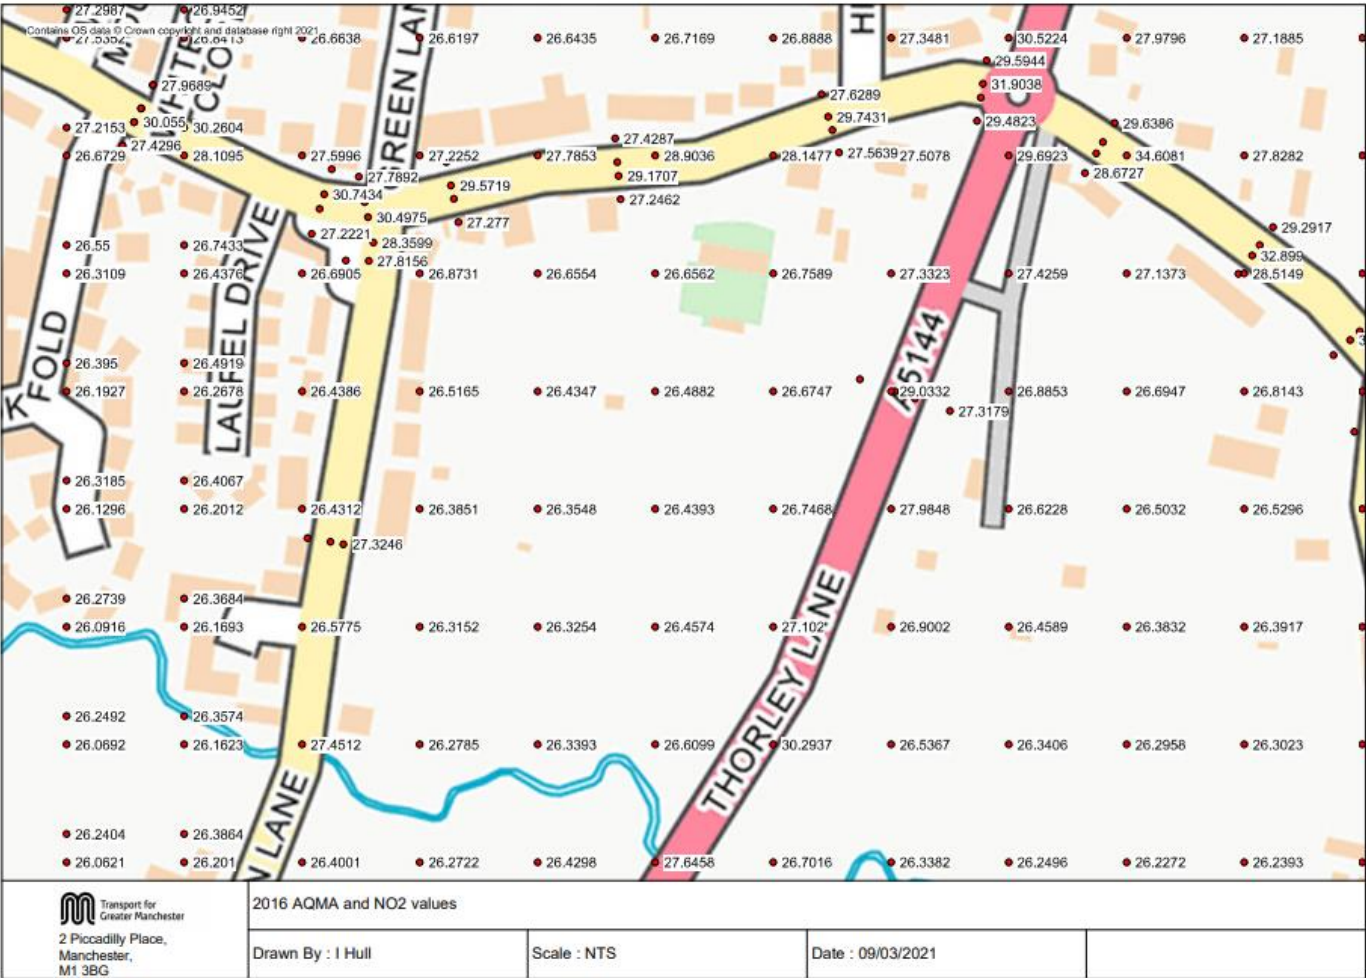 27.2987 26.9452
Contains OS data © Crown copyright and database right 2021
26.6638 26.6197 26.6435 26.7169 26.8888 27.3481 30.5224 27.9796 27.1885
29.5944
27.9689 31.9038
27.6289
30.055 29.7431 29.4823 29.6386
27.2153 30.2604
27.4296 27.4287
26.6729 28.1095 27.5996 27.2252 27.7853 28.9036 28.1477 27.5639 27.5078 29.6923 34.6081 27.8282
27.7892 29.1707 28.6727
30.7434 29.5719 27.2462
30.4975 27.277 29.2917
27.2221
26.55 26.7433 28.3599
27.8156 32.899
26.3109 26.4376 26.6905 26.8731 26.6554 26.6562 26.7589 27.3323 27.4259 27.1373 28.5149
26.395 26.4919
26.1927 26.2678 26.4386 26.5165 26.4347 26.4882 26.6747 29.0332 26.8853 26.6947 26.8143
27.3179
26.3185 26.4067
26.1296 26.2012 26.4312 26.3851 26.3548 26.4393 26.7468 27.9848 26.6228 26.5032 26.5296
27.3246
26.2739 26.3684
26.0916 26.1693 26.5775 26.3152 26.3254 26.4574 27.102 26.9002 26.4589 26.3832 26.3917
26.2492 26.3574
26.0692 26.1623 27.4512 26.2785 26.3393 26.6099 30.2937 26.5367 26.3406 26.2958 26.3023
26.2404 26.3864
26.0621 26.201 26.4001 26.2722 26.4298 27.6458 26.7016 26.3382 26.2496 26.2272 26.2393
FOLD
DRIVE
THORLEY LANE
N LANE
Transport for
Greater Manchester
2 Piccadilly Place,
Manchester,
M1 3BG
2016 AQMA and NO2 values
Drawn By : I Hull
Scale : NTS
Date : 09/03/2021